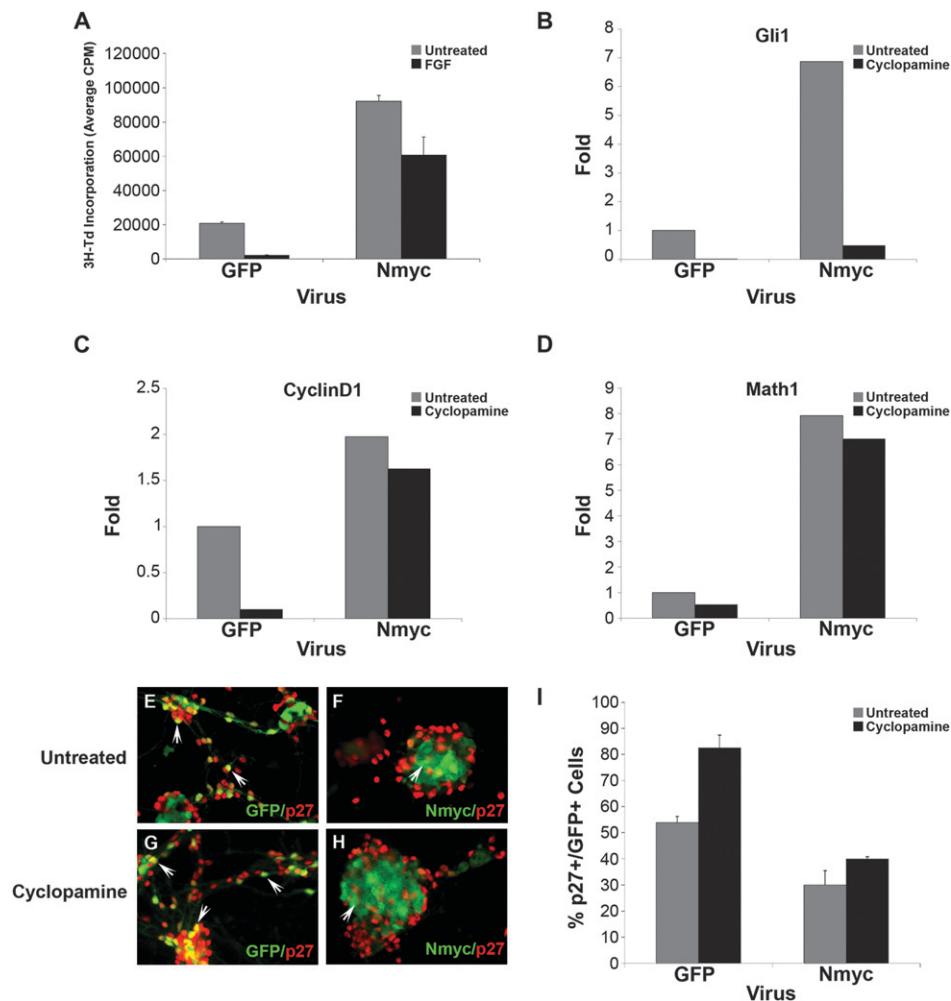 A
3H-Td Incorporation (Average CPM)
120000
100000
80000
60000
40000
20000
0
Untreated
FGF
GFP
Nmyc
Virus
B
Gli1
Fold
8
7
6
5
4
3
2
1
0
Untreated
Cyclopamine
GFP
Nmyc
Virus
C
CyclinD1
Fold
2.5
2
1.5
1
0.5
0
Untreated
Cyclopamine
GFP
Nmyc
Virus
D
Math1
Fold
9
8
7
6
5
4
3
2
1
0
Untreated
Cyclopamine
GFP
Nmyc
Virus
Untreated
E
GFP/p27
F
Nmyc/p27
Cyclopamine
G
GFP/p27
H
Nmyc/p27
I
% p27+/GFP+ Cells
100
90
80
70
60
50
40
30
20
10
0
Untreated
Cyclopamine
GFP
Nmyc
Virus